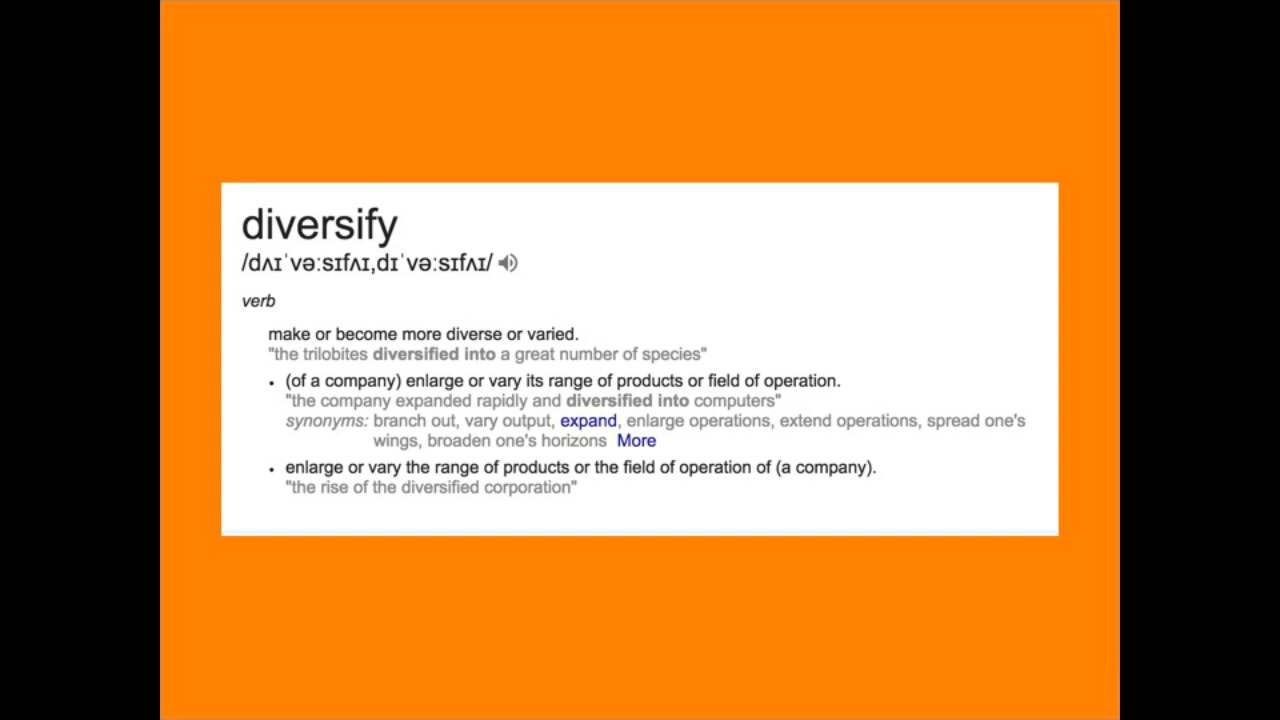 diversify
/dʌɪˈvəːsɪfʌɪ,dɪˈvəːsɪfʌɪ/
verb
make or become more diverse or varied.
"the trilobites diversified into a great number of species"
• (of a company) enlarge or vary its range of products or field of operation.
"the company expanded rapidly and diversified into computers"
synonyms: branch out, vary output, expand, enlarge operations, extend operations, spread one's
wings, broaden one's horizons More
• enlarge or vary the range of products or the field of operation of (a company).
"the rise of the diversified corporation"